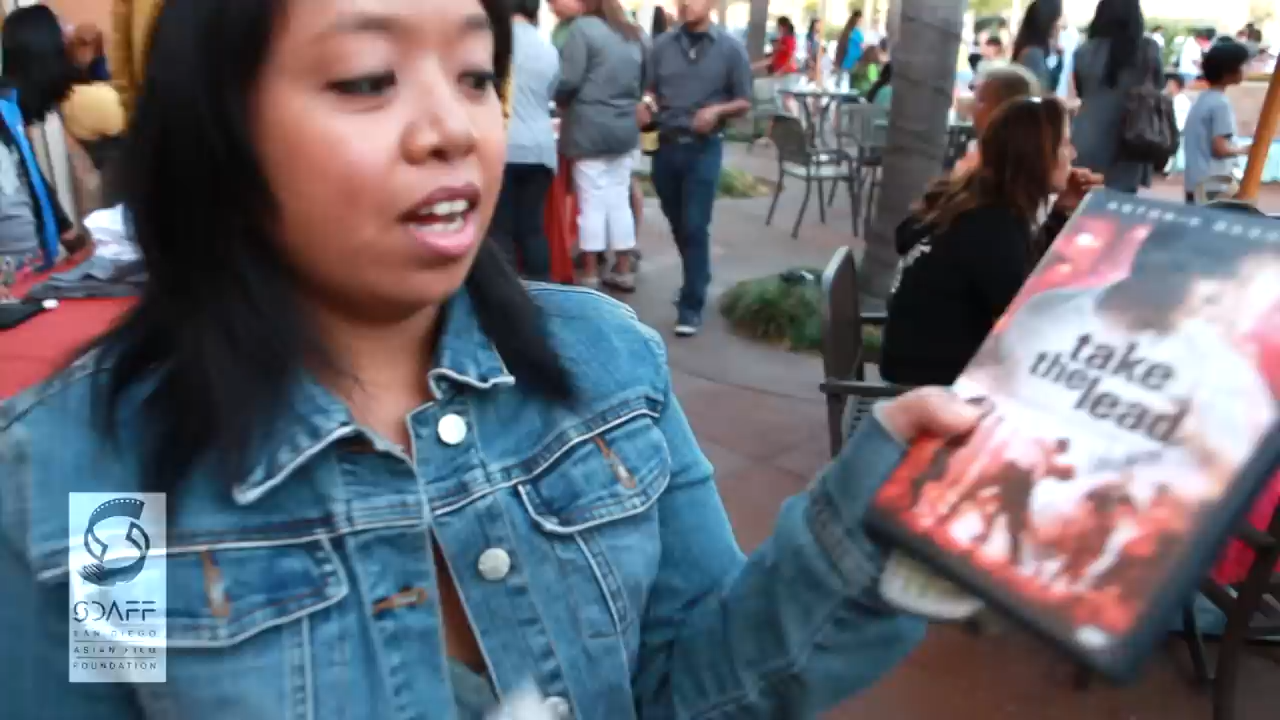 take
the lead
SDAFF
SAN DIEGO
ASIAN FILM
FOUNDATION